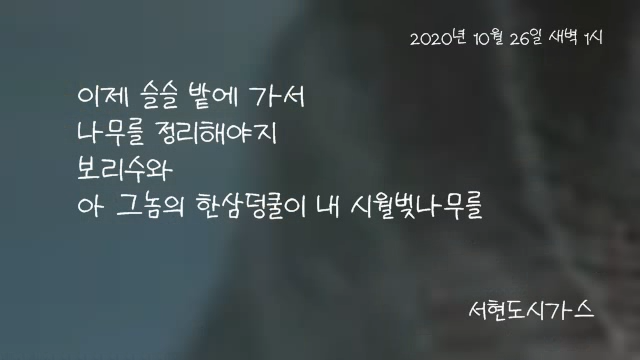 2020년 10월 26일 새벽 1시
이제 슬슬 밭에 가서
나무를 정리해야지
보리수와
아 그놈의 한삼덩쿨이 내 시월벚나무를
서현도시가스